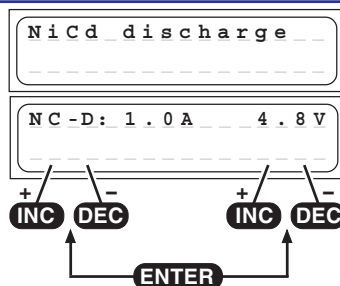 NiCd discharge
NC-D: 1.0A 4.8V
+ − + −
INC DEC INC DEC
ENTER